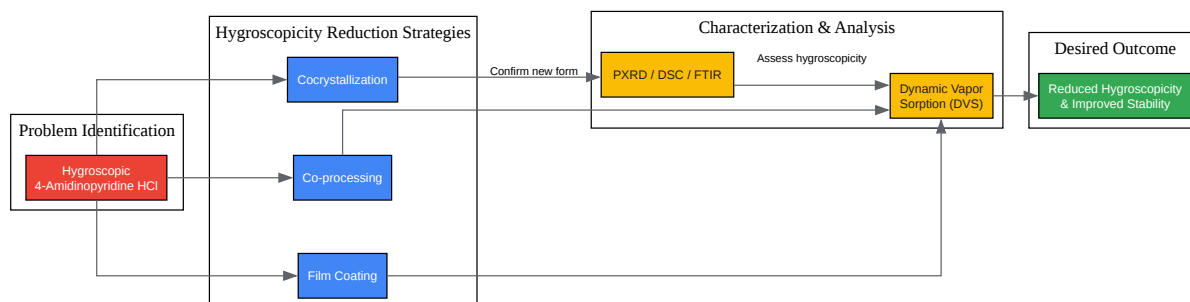 Problem Identification
Hygroscopic
4-Amidinopyridine HCl
Hygroscopicity Reduction Strategies
Cocrystallization
Co-processing
Film Coating
Confirm new form
Characterization & Analysis
PXRD / DSC / FTIR
Assess hygroscopicity
Dynamic Vapor
Sorption (DVS)
Desired Outcome
Reduced Hygroscopicity
& Improved Stability